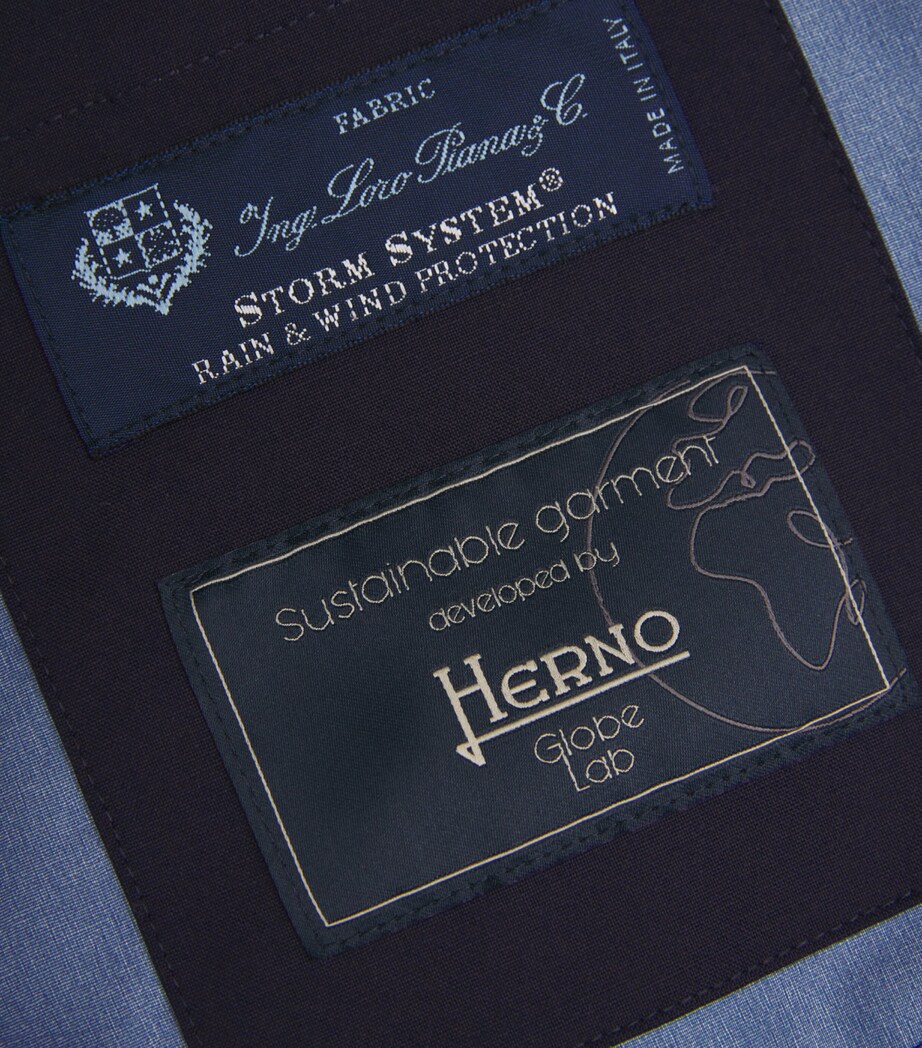 FABRIC
Ing. Loro Piana & C.
STORM SYSTEM®
RAIN & WIND PROTECTION
MADE IN ITALY
sustainable garment
developed by
HERNO
Globe
Lab